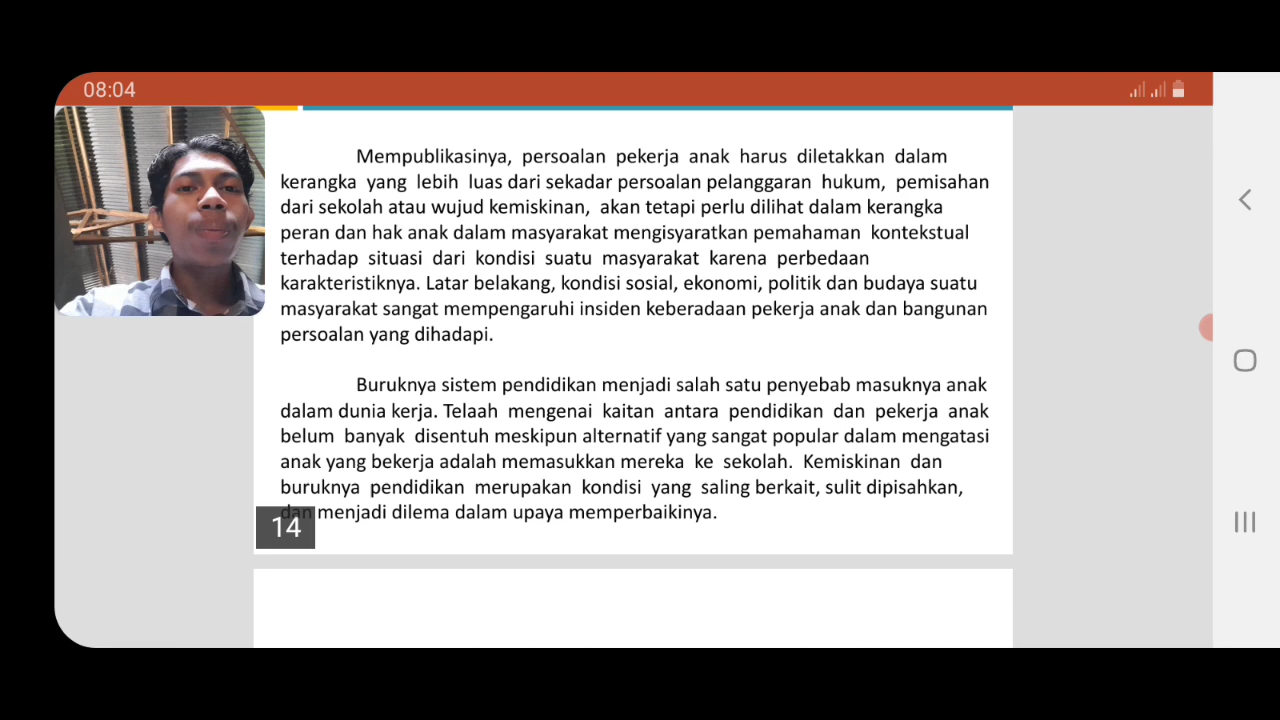 08:04
Mempublikasinya, persoalan pekerja anak harus diletakkan dalam
kerangka yang lebih luas dari sekadar persoalan pelanggaran hukum, pemisahan
dari sekolah atau wujud kemiskinan, akan tetapi perlu dilihat dalam kerangka
peran dan hak anak dalam masyarakat mengisyaratkan pemahaman kontekstual
terhadap situasi dari kondisi suatu masyarakat karena perbedaan
karakteristiknya. Latar belakang, kondisi sosial, ekonomi, politik dan budaya suatu
masyarakat sangat mempengaruhi insiden keberadaan pekerja anak dan bangunan
persoalan yang dihadapi.
Buruknya sistem pendidikan menjadi salah satu penyebab masuknya anak
dalam dunia kerja. Telaah mengenai kaitan antara pendidikan dan pekerja anak
belum banyak disentuh meskipun alternatif yang sangat popular dalam mengatasi
anak yang bekerja adalah memasukkan mereka ke sekolah. Kemiskinan dan
buruknya pendidikan merupakan kondisi yang saling berkait, sulit dipisahkan,
dan menjadi dilema dalam upaya memperbaikinya.
14